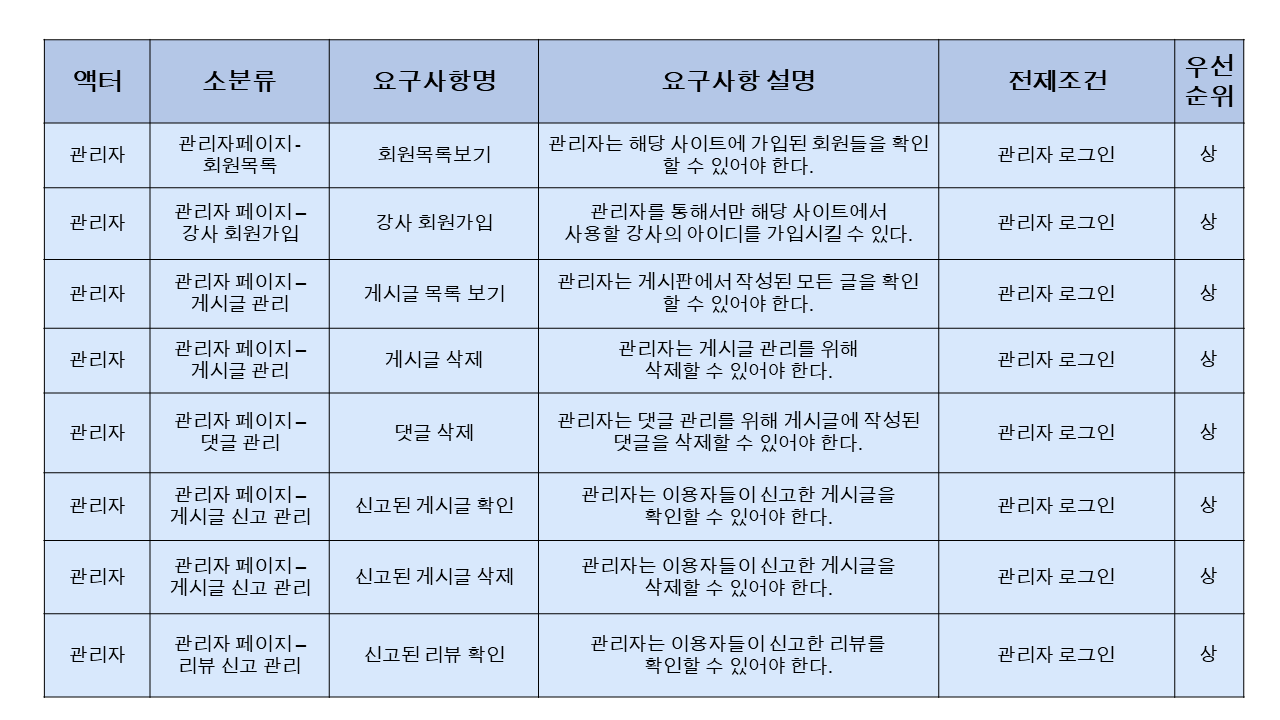 액터
소분류
요구사항명
요구사항 설명
전제조건
우선
순위
관리자
관리자페이지-
회원목록
회원목록보기
관리자는 해당 사이트에 가입된 회원들을 확인
할 수 있어야 한다.
관리자 로그인
상
관리자
관리자 페이지–
강사 회원가입
강사 회원가입
관리자를 통해서만 해당 사이트에서
사용할 강사의 아이디를 가입시킬 수 있다.
관리자 로그인
상
관리자
관리자 페이지–
게시글 관리
게시글 목록 보기
관리자는 게시판에서 작성된 모든 글을 확인
할 수 있어야 한다.
관리자 로그인
상
관리자
관리자 페이지–
게시글 관리
게시글 삭제
관리자는 게시글 관리를 위해
삭제할 수 있어야 한다.
관리자 로그인
상
관리자
관리자 페이지–
댓글 관리
댓글 삭제
관리자는 댓글 관리를 위해 게시글에 작성된
댓글을 삭제할 수 있어야 한다.
관리자 로그인
상
관리자
관리자 페이지–
게시글 신고 관리
신고된 게시글 확인
관리자는 이용자들이 신고한 게시글을
확인할 수 있어야 한다.
관리자 로그인
상
관리자
관리자 페이지–
게시글 신고 관리
신고된 게시글 삭제
관리자는 이용자들이 신고한 게시글을
삭제할 수 있어야 한다.
관리자 로그인
상
관리자
관리자 페이지–
리뷰 신고 관리
신고된 리뷰 확인
관리자는 이용자들이 신고한 리뷰를
확인할 수 있어야 한다.
관리자 로그인
상